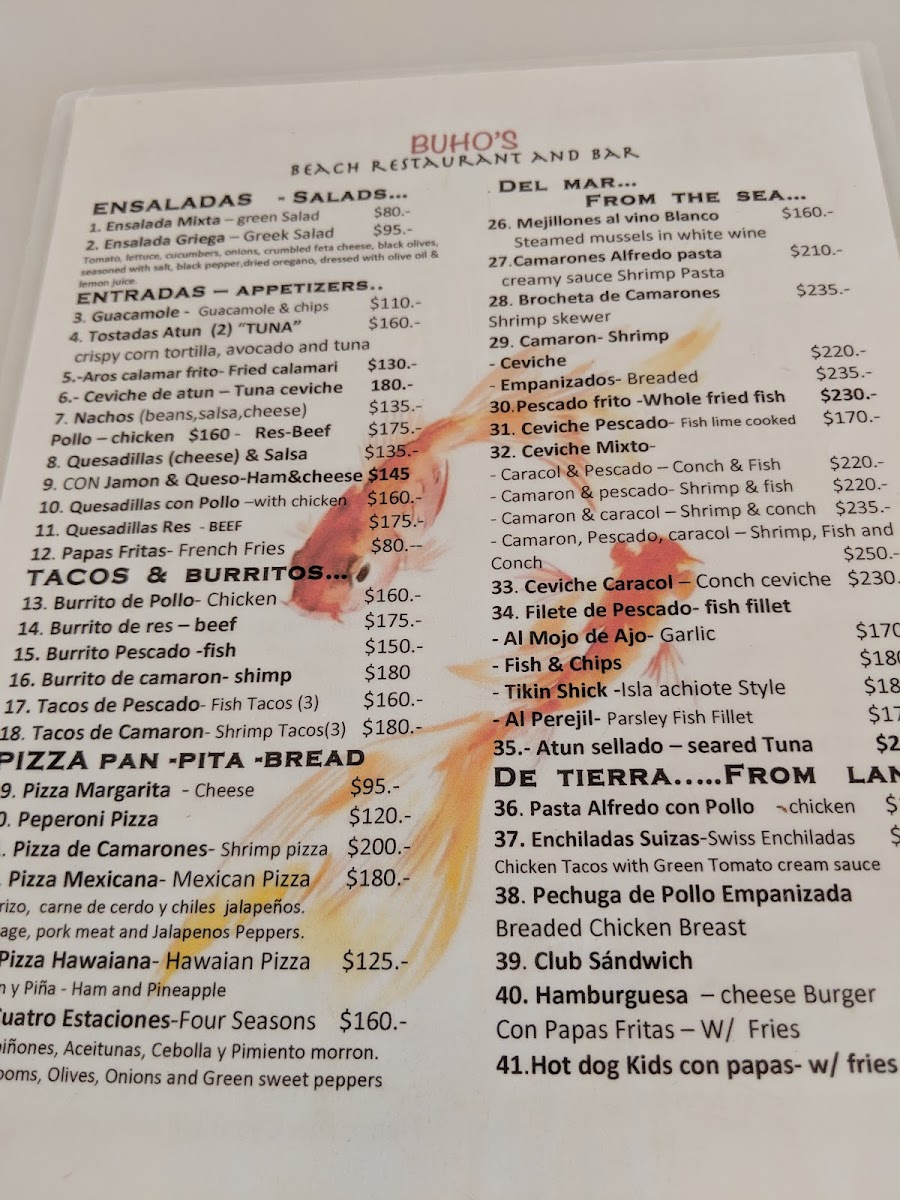 BUHO'S
BEACH RESTAURANT AND BAR
ENSALADAS - SALADS...
1. Ensalada Mixta – green Salad $80.-
2. Ensalada Griega – Greek Salad $95.-
Tomato, lettuce, cucumbers, onions, crumbled feta cheese, black olives,
seasoned with salt, black pepper,dried oregano, dressed with olive oil &
lemon juice.
ENTRADAS – APPETIZERS..
3. Guacamole - Guacamole & chips $110.-
4. Tostadas Atun (2) "TUNA" $160.-
crispy corn tortilla, avocado and tuna
5.-Aros calamar frito- Fried calamari $130.-
6.- Ceviche de atun – Tuna ceviche 180.-
7. Nachos (beans,salsa,cheese) $135.-
Pollo – chicken $160 - Res-Beef $175.-
8. Quesadillas (cheese) & Salsa $135.-
9. CON Jamon & Queso-Ham&cheese $145
10. Quesadillas con Pollo –with chicken $160.-
11. Quesadillas Res - BEEF $175.-
12. Papas Fritas- French Fries $80.--
TACOS & BURRITOS...
13. Burrito de Pollo- Chicken $160.-
14. Burrito de res – beef $175.-
15. Burrito Pescado -fish $150.-
16. Burrito de camaron- shimp $180
17. Tacos de Pescado- Fish Tacos (3) $160.-
18. Tacos de Camaron- Shrimp Tacos(3) $180.-
PIZZA PAN -PITA -BREAD
9. Pizza Margarita - Cheese $95.-
0. Peperoni Pizza $120.-
. Pizza de Camarones- Shrimp pizza $200.-
. Pizza Mexicana- Mexican Pizza $180.-
rizo, carne de cerdo y chiles jalapeños.
age, pork meat and Jalapenos Peppers.
Pizza Hawaiana- Hawaian Pizza $125.-
n y Piña - Ham and Pineapple
Cuatro Estaciones-Four Seasons $160.-
iñones, Aceitunas, Cebolla y Pimiento morron.
ooms, Olives, Onions and Green sweet peppers
DEL MAR...
FROM THE SEA...
26. Mejillones al vino Blanco $160.-
Steamed mussels in white wine
27.Camarones Alfredo pasta $210.-
creamy sauce Shrimp Pasta
28. Brocheta de Camarones $235.-
Shrimp skewer
29. Camaron- Shrimp
- Ceviche $220.-
- Empanizados- Breaded $235.-
30.Pescado frito -Whole fried fish $230.-
31. Ceviche Pescado- Fish lime cooked $170.-
32. Ceviche Mixto-
- Caracol & Pescado – Conch & Fish $220.-
- Camaron & pescado- Shrimp & fish $220.-
- Camaron & caracol – Shrimp & conch $235.-
- Camaron, Pescado, caracol – Shrimp, Fish and
Conch $250.-
33. Ceviche Caracol – Conch ceviche $230.
34. Filete de Pescado- fish fillet
- Al Mojo de Ajo- Garlic $170
- Fish & Chips $180
- Tikin Shick -Isla achiote Style $18
- Al Perejil- Parsley Fish Fillet $17
35.- Atun sellado – seared Tuna $2
DE TIERRA.....FROM LAN
36. Pasta Alfredo con Pollo - chicken $
37. Enchiladas Suizas-Swiss Enchiladas $
Chicken Tacos with Green Tomato cream sauce
38. Pechuga de Pollo Empanizada
Breaded Chicken Breast
39. Club Sándwich
40. Hamburguesa – cheese Burger
Con Papas Fritas – W/ Fries
41.Hot dog Kids con papas- w/ fries